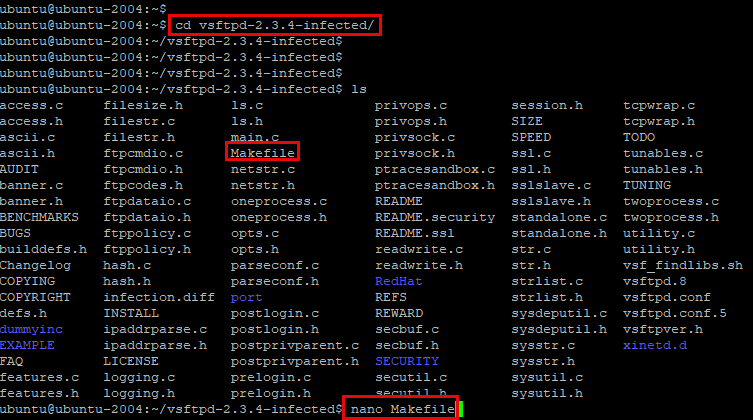 ubuntu@ubuntu-2004:~$
ubuntu@ubuntu-2004:~$ cd vsftpd-2.3.4-infected/
ubuntu@ubuntu-2004:~/vsftpd-2.3.4-infected$
ubuntu@ubuntu-2004:~/vsftpd-2.3.4-infected$
ubuntu@ubuntu-2004:~/vsftpd-2.3.4-infected$
ubuntu@ubuntu-2004:~/vsftpd-2.3.4-infected$ ls
access.c filesize.h ls.c privops.c session.h tcpwrap.c
access.h filestr.c ls.h privops.h SIZE tcpwrap.h
ascii.c filestr.h main.c privsock.c SPEED TODO
ascii.h ftpcmdio.c Makefile privsock.h ssl.c tunables.c
AUDIT ftpcmdio.h netstr.c ptracesandbox.c ssl.h tunables.h
banner.c ftpcodes.h netstr.h ptracesandbox.h sslslave.c TUNING
banner.h ftpdataio.c oneprocess.c README sslslave.h twoprocess.c
BENCHMARKS ftpdataio.h oneprocess.h README.security standalone.c twoprocess.h
BUGS ftppolicy.c opts.c README.ssl standalone.h utility.c
builddefs.h ftppolicy.h opts.h readwrite.c str.c utility.h
Changelog hash.c parseconf.c readwrite.h str.h vsf_findlibs.sh
COPYING hash.h parseconf.h RedHat strlist.c vsftpd.8
COPYRIGHT infection.diff port REFS strlist.h vsftpd.conf
defs.h INSTALL postlogin.c REWARD sysdeputil.c vsftpd.conf.5
dummyinc ipaddrparse.c postlogin.h secbuf.c sysdeputil.h vsftpver.h
EXAMPLE ipaddrparse.h postprivparent.c secbuf.h sysstr.c xinetd.d
FAQ LICENSE postprivparent.h SECURITY sysstr.h
features.c logging.c prelogin.c secutil.c sysutil.c
features.h logging.h prelogin.h secutil.h sysutil.h
ubuntu@ubuntu-2004:~/vsftpd-2.3.4-infected$ nano Makefile